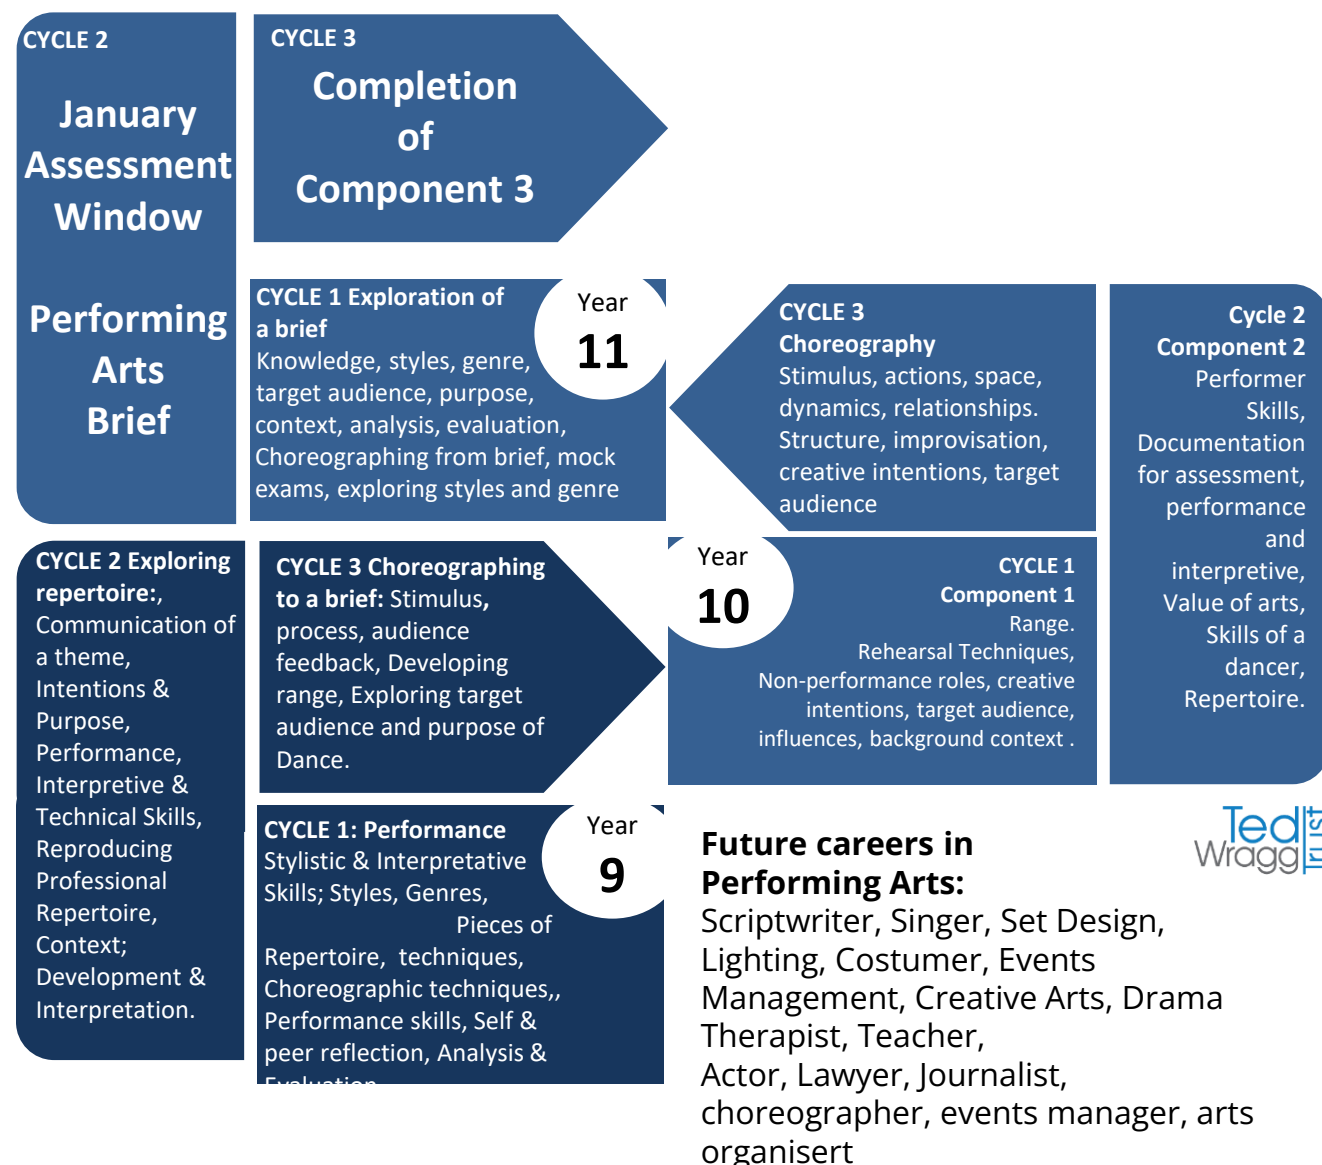 CYCLE 2
January
Assessment
Window
Performing
Arts
Brief
CYCLE 3
Completion
of
Component 3
CYCLE 1 Exploration of
a brief
Knowledge, styles, genre,
target audience, purpose,
context, analysis, evaluation,
Choreographing from brief, mock
exams, exploring styles and genre
Year
11
CYCLE 3
Choreography
Stimulus, actions, space,
dynamics, relationships.
Structure, improvisation,
creative intentions, target
audience
Cycle 2
Component 2
Performer
Skills,
Documentation
for assessment,
performance
and
interpretive,
Value of arts,
Skills of a
dancer,
Repertoire.
CYCLE 2 Exploring
repertoire:,
Communication of
a theme,
Intentions &
Purpose,
Performance,
Interpretive &
Technical Skills,
Reproducing
Professional
Repertoire,
Context;
Development &
Interpretation.
CYCLE 3 Choreographing
to a brief: Stimulus,
process, audience
feedback, Developing
range, Exploring target
audience and purpose of
Dance.
Year
10
CYCLE 1
Component 1
Range.
Rehearsal Techniques,
Non-performance roles, creative
intentions, target audience,
influences, background context .
CYCLE 1: Performance
Stylistic & Interpretative
Skills; Styles, Genres,
Pieces of
Repertoire, techniques,
Choreographic techniques,,
Performance skills, Self &
peer reflection, Analysis &
Evaluation
Year
9
Future careers in
Performing Arts:
Scriptwriter, Singer, Set Design,
Lighting, Costumer, Events
Management, Creative Arts, Drama
Therapist, Teacher,
Actor, Lawyer, Journalist,
choreographer, events manager, arts
organisert
Ted
Wragg
Trust